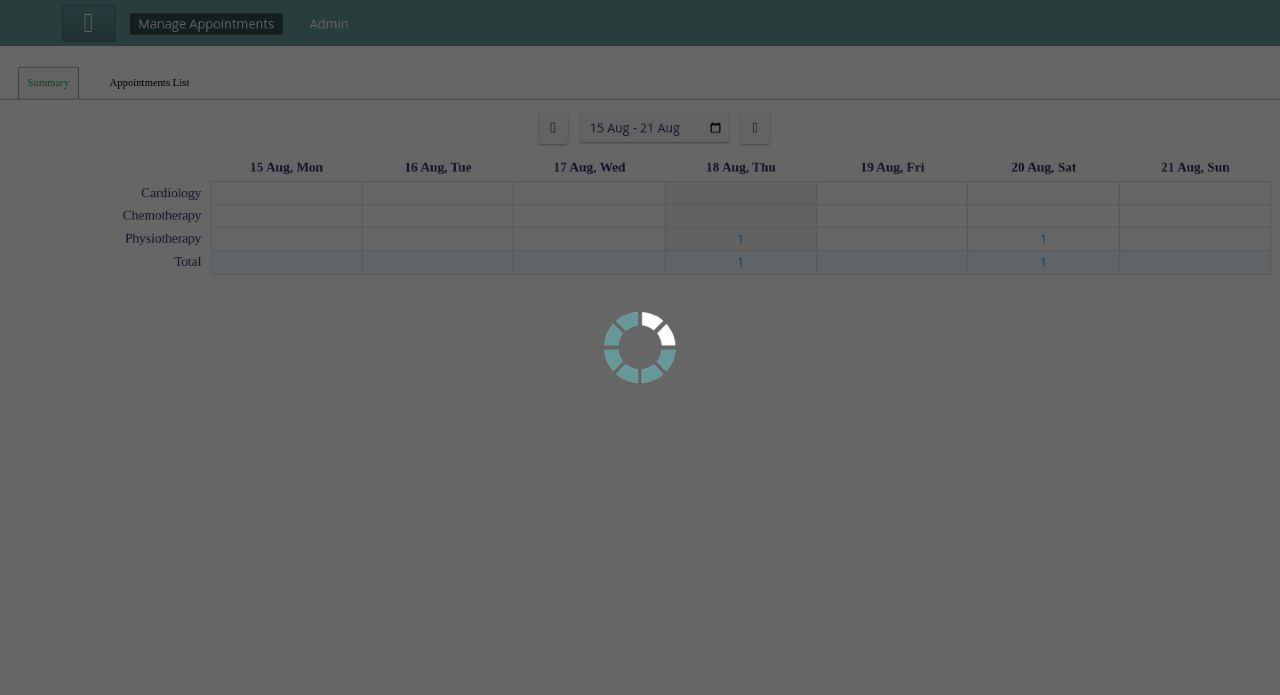 Manage Appointments Admin
Summary Appointments List
15 Aug - 21 Aug
15 Aug, Mon 16 Aug, Tue 17 Aug, Wed 18 Aug, Thu 19 Aug, Fri 20 Aug, Sat 21 Aug, Sun
Cardiology
Chemotherapy
Physiotherapy 1 1
Total 1 1